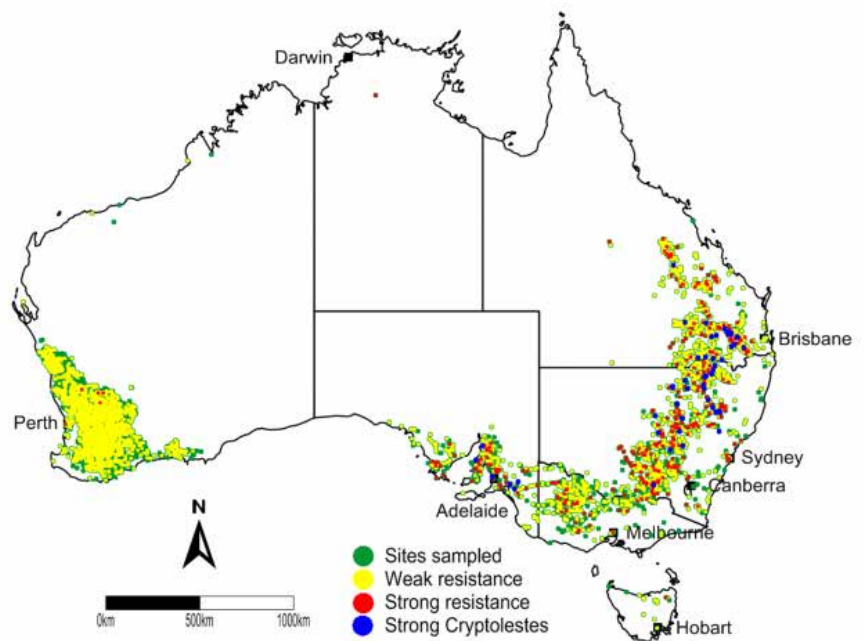 Darwin
Brisbane
Perth
Sydney
Canberra
Adelaide
Melbourne
N
Sites sampled
Weak resistance
Strong resistance
Strong Cryptolestes
0km 500km 1000km
Hobart